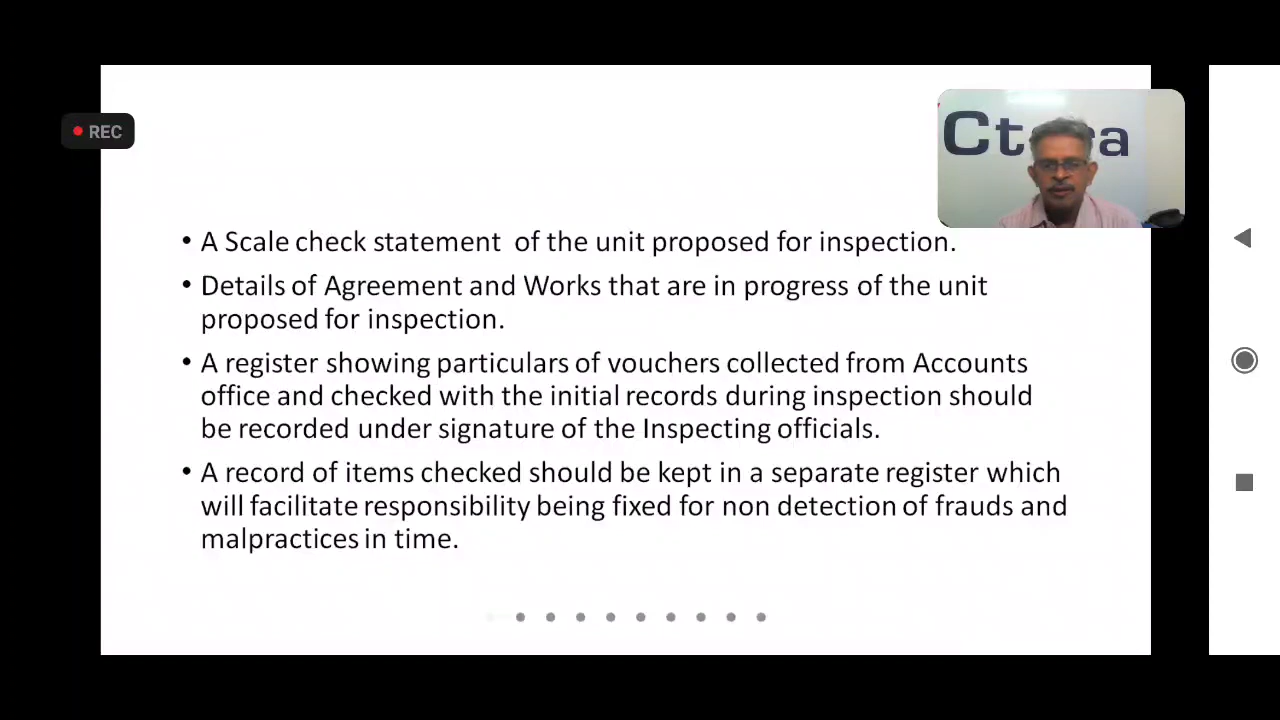 REC
Ct ra
• A Scale check statement of the unit proposed for inspection.
• Details of Agreement and Works that are in progress of the unit
proposed for inspection.
• A register showing particulars of vouchers collected from Accounts
office and checked with the initial records during inspection should
be recorded under signature of the Inspecting officials.
• A record of items checked should be kept in a separate register which
will facilitate responsibility being fixed for non detection of frauds and
malpractices in time.